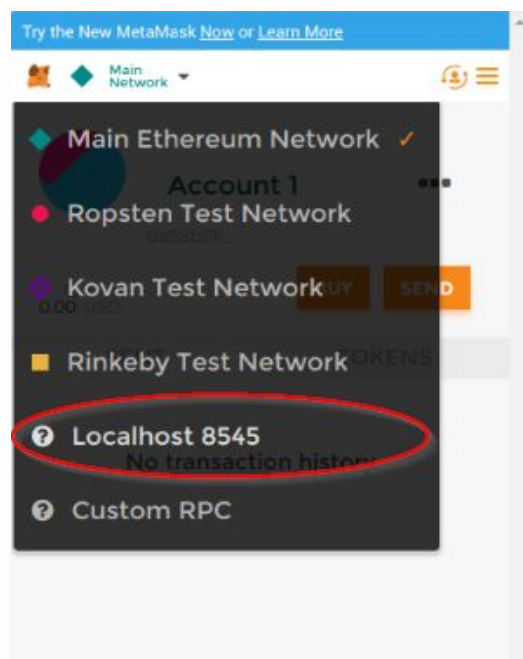 Try the New MetaMask Now or Learn More
Main
Network
Main Ethereum Network
Account 1
Ropsten Test Network
Kovan Test Network
BUY
SEND
0.00 USD
Rinkeby Test Network
TOKENS
Localhost 8545
No transaction history
Custom RPC